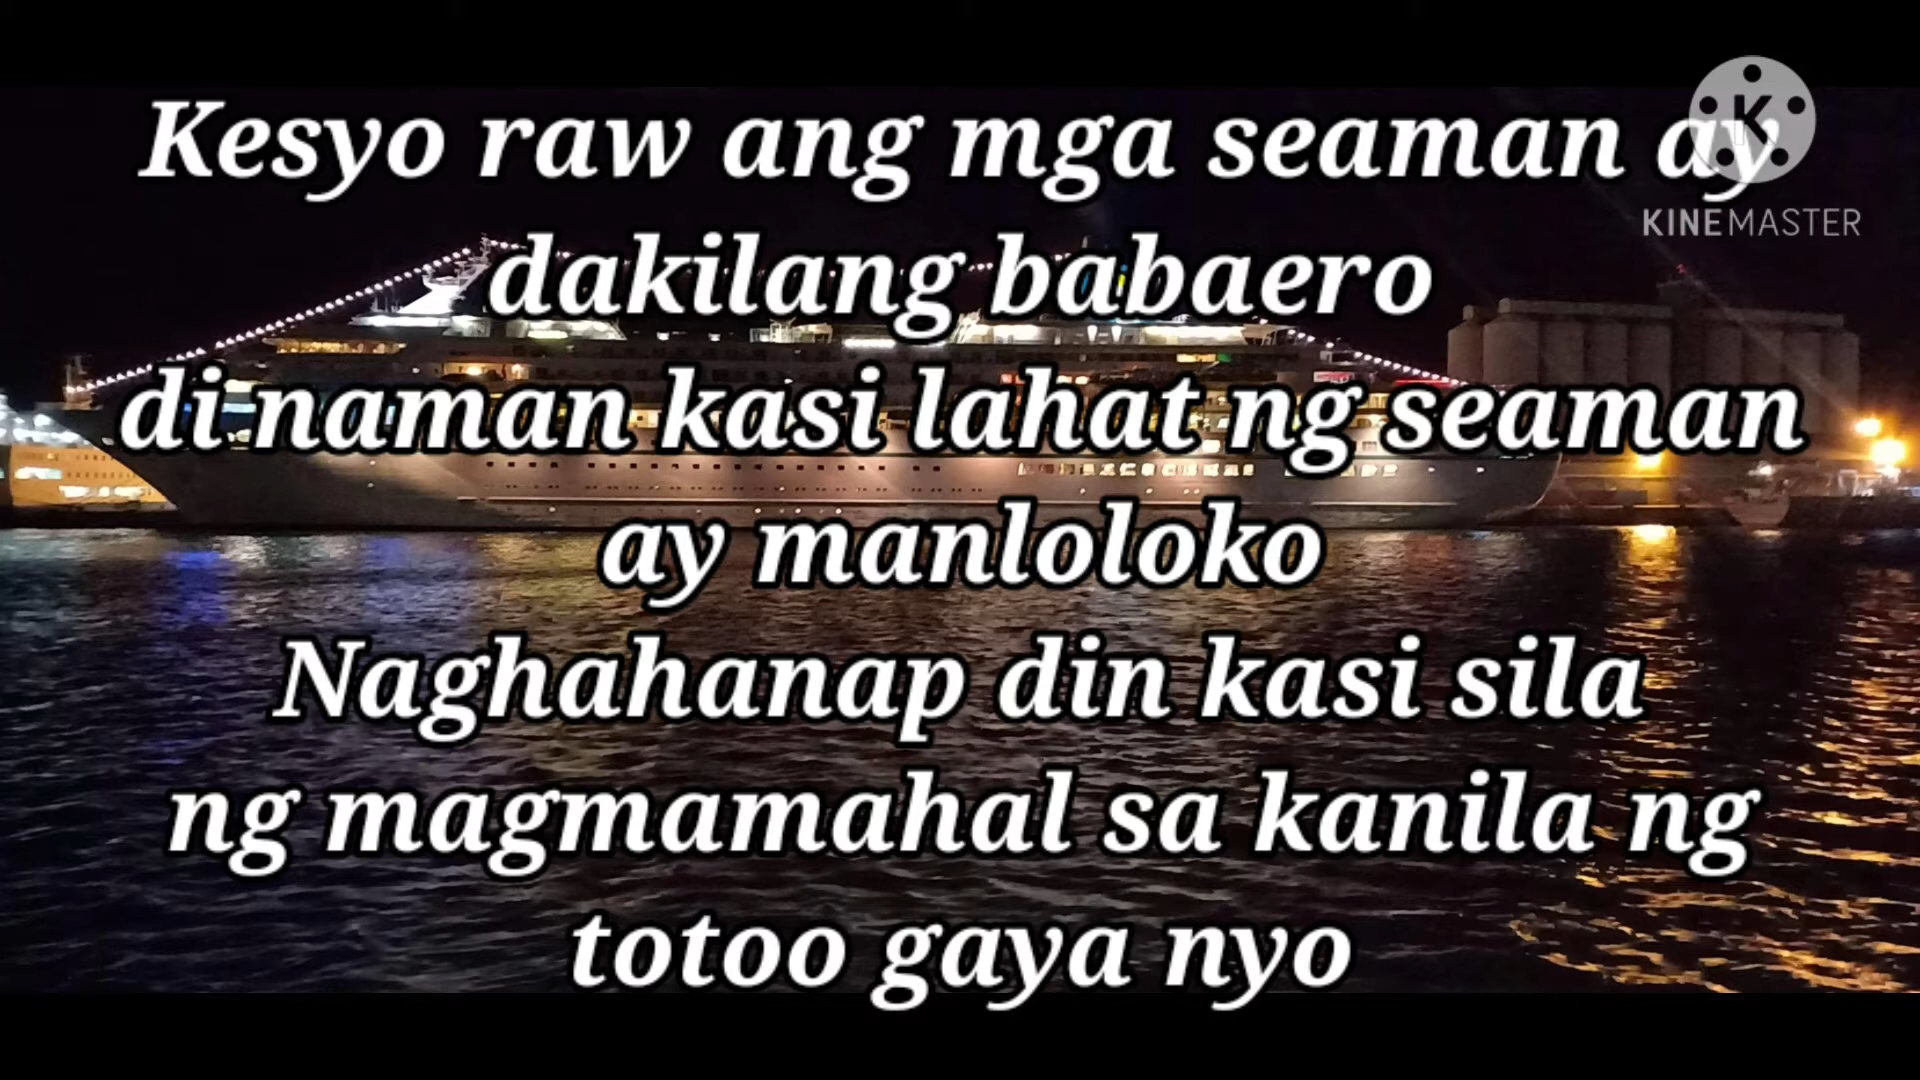 Kesyo raw ang mga seaman ay
dakilang babaero
di naman kasi lahat ng seaman
ay manloloko
Naghahanap din kasi sila
ng magmamahal sa kanila ng
totoo gaya nyo
K
KINEMASTER